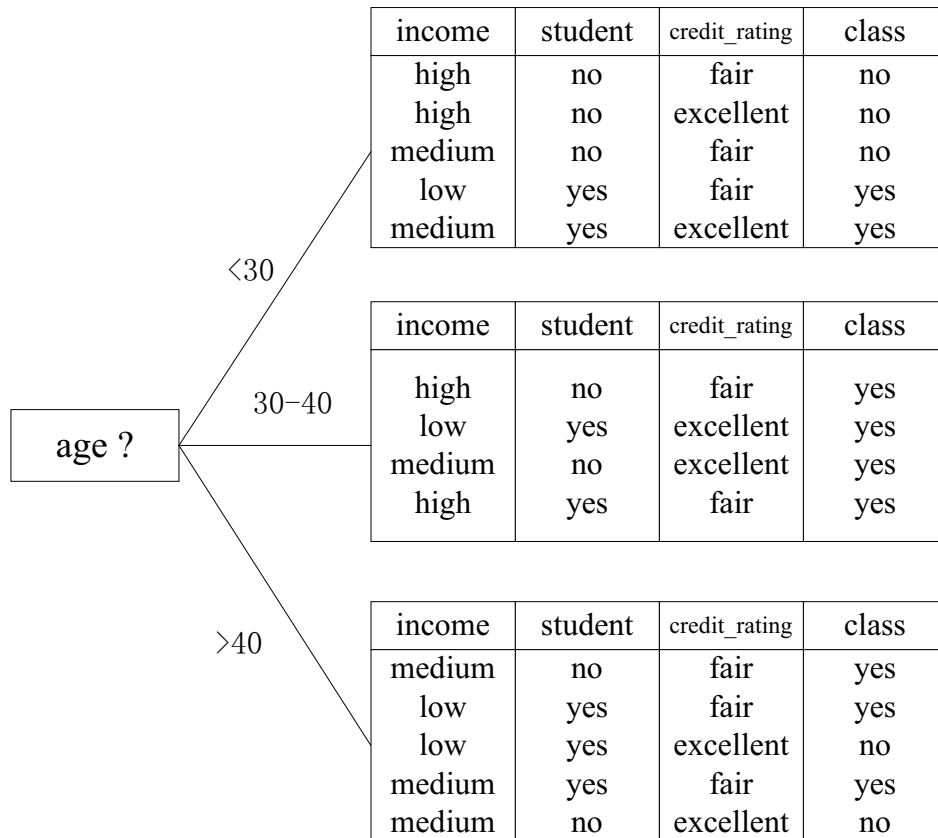 income student credit_rating class
high no fair no
high no excellent no
medium no fair no
low yes fair yes
medium yes excellent yes
<30
income student credit_rating class
high no fair yes
low yes excellent yes
medium no excellent yes
high yes fair yes
30-40
age ?
>40
income student credit_rating class
medium no fair yes
low yes fair yes
low yes excellent no
medium yes fair yes
medium no excellent no